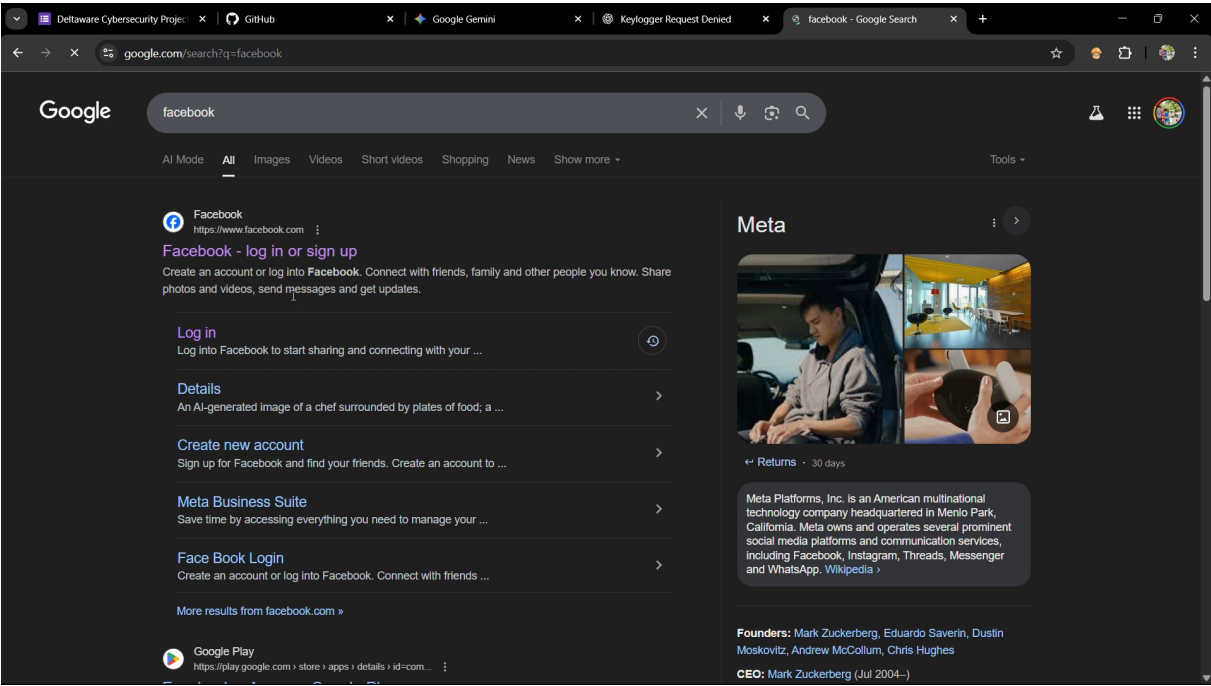 Deltaware Cybersecurity Project
GitHub
Google Gemini
Keylogger Request Denied
facebook - Google Search
google.com/search?q=facebook
Google
facebook
AI Mode
All
Images
Videos
Short videos
Shopping
News
Show more
Tools
Facebook
https://www.facebook.com
Facebook - log in or sign up
Create an account or log into Facebook. Connect with friends, family and other people you know. Share
photos and videos, send messages and get updates.
Log in
Log into Facebook to start sharing and connecting with your ...
Details
An AI-generated image of a chef surrounded by plates of food; a ...
Create new account
Sign up for Facebook and find your friends. Create an account to ...
Meta Business Suite
Save time by accessing everything you need to manage your ...
Face Book Login
Create an account or log into Facebook. Connect with friends ...
More results from facebook.com »
Google Play
https://play.google.com › store › apps › details › id=com...
Meta
Returns · 30 days
Meta Platforms, Inc. is an American multinational
technology company headquartered in Menlo Park,
California. Meta owns and operates several prominent
social media platforms and communication services,
including Facebook, Instagram, Threads, Messenger
and WhatsApp. Wikipedia ›
Founders: Mark Zuckerberg, Eduardo Saverin, Dustin
Moskovitz, Andrew McCollum, Chris Hughes
CEO: Mark Zuckerberg (Jul 2004–)